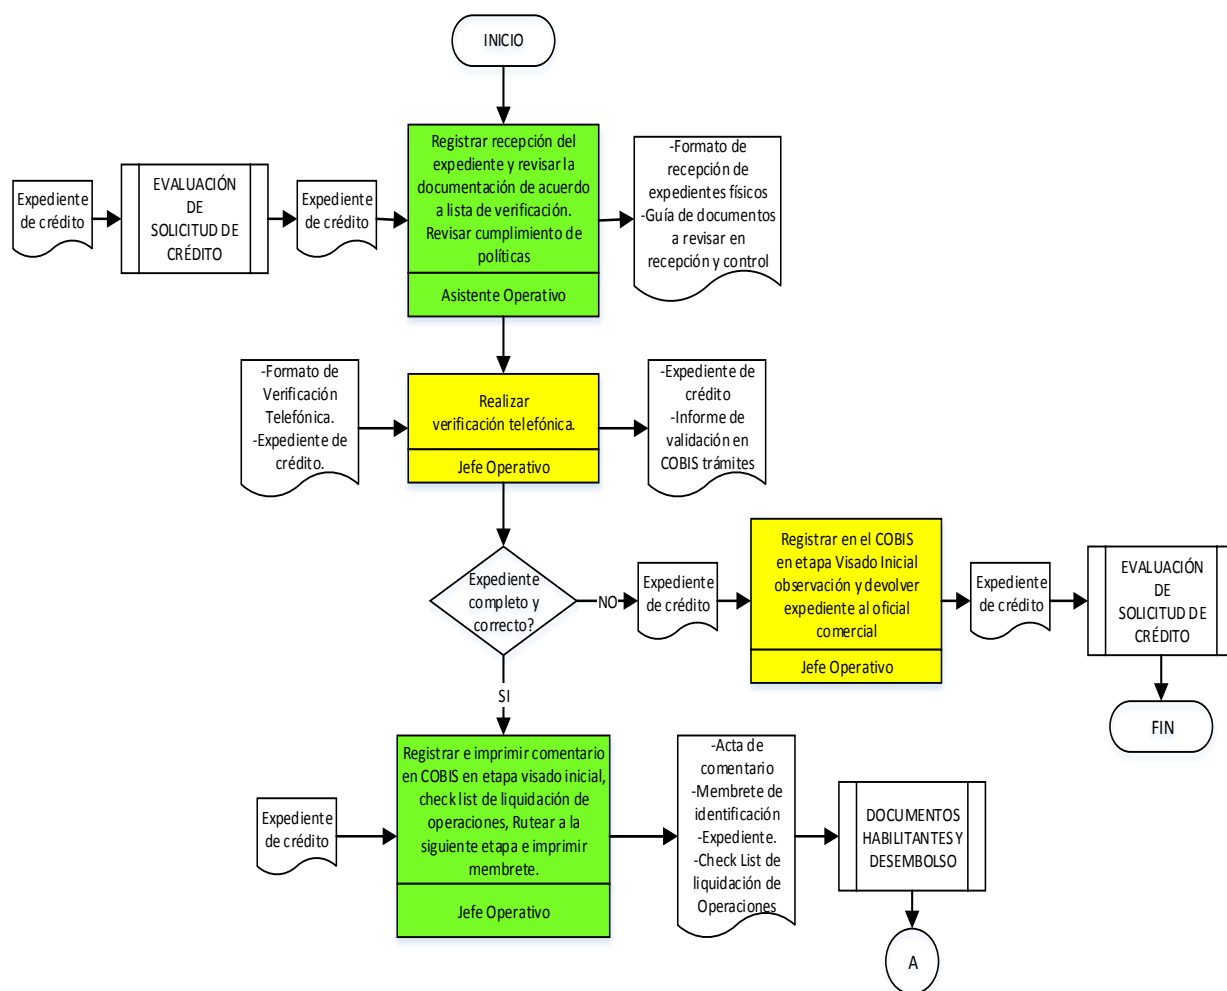 INICIO
Expediente
de crédito
EVALUACIÓN
DE
SOLICITUD DE
CRÉDITO
Expediente
de crédito
Registrar recepción del
expediente y revisar la
documentación de acuerdo
a lista de verificación.
Revisar cumplimiento de
políticas
Asistente Operativo
-Formato de
recepción de
expedientes físicos
-Guía de documentos
a revisar en
recepción y control
-Formato de
Verificación
Telefónica.
-Expediente de
crédito.
Realizar
verificación telefónica.
Jefe Operativo
-Expediente de
crédito
-Informe de
validación en
COBIS trámites
Expediente
completo y
correcto?
NO
Expediente
de crédito
Registrar en el COBIS
en etapa Visado Inicial
observación y devolver
expediente al oficial
comercial
Jefe Operativo
Expediente
de crédito
EVALUACIÓN
DE
SOLICITUD DE
CRÉDITO
FIN
SI
Expediente
de crédito
Registrar e imprimir comentario
en COBIS en etapa visado inicial,
check list de liquidación de
operaciones, Rutear a la
siguiente etapa e imprimir
membrete.
Jefe Operativo
-Acta de
comentario
-Membrete de
identificación
-Expediente.
-Check List de
liquidación de
Operaciones
DOCUMENTOS
HABILITANTES Y
DESEMBOLSO
A